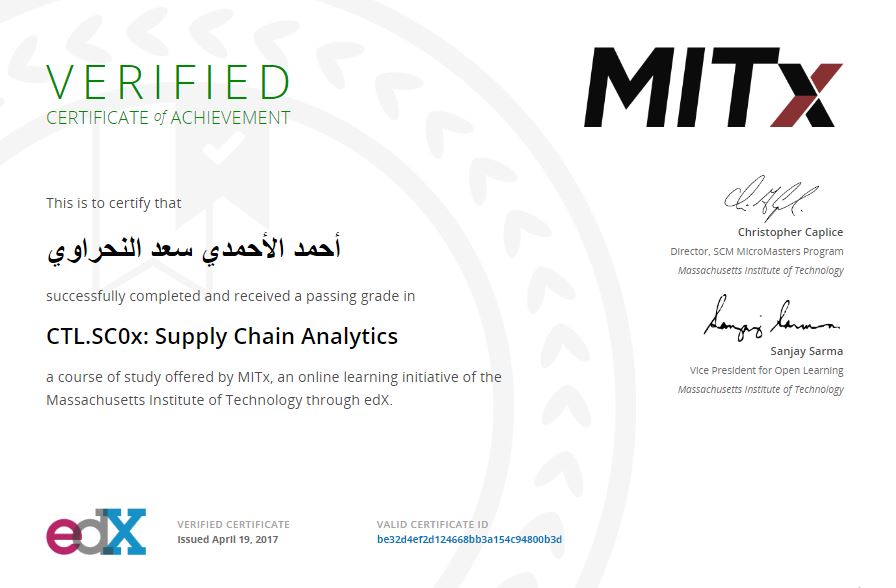 VERIFIED
CERTIFICATE of ACHIEVEMENT
MITx
This is to certify that
أحمد الأحمدي سعد النحراوي
successfully completed and received a passing grade in
CTL.SC0x: Supply Chain Analytics
a course of study offered by MITx, an online learning initiative of the
Massachusetts Institute of Technology through edX.
Christopher Caplice
Director, SCM MicroMasters Program
Massachusetts Institute of Technology
Sanjay Sarma
Vice President for Open Learning
Massachusetts Institute of Technology
edX
VERIFIED CERTIFICATE
Issued April 19, 2017
VALID CERTIFICATE ID
be32d4ef2d124668bb3a154c94800b3d